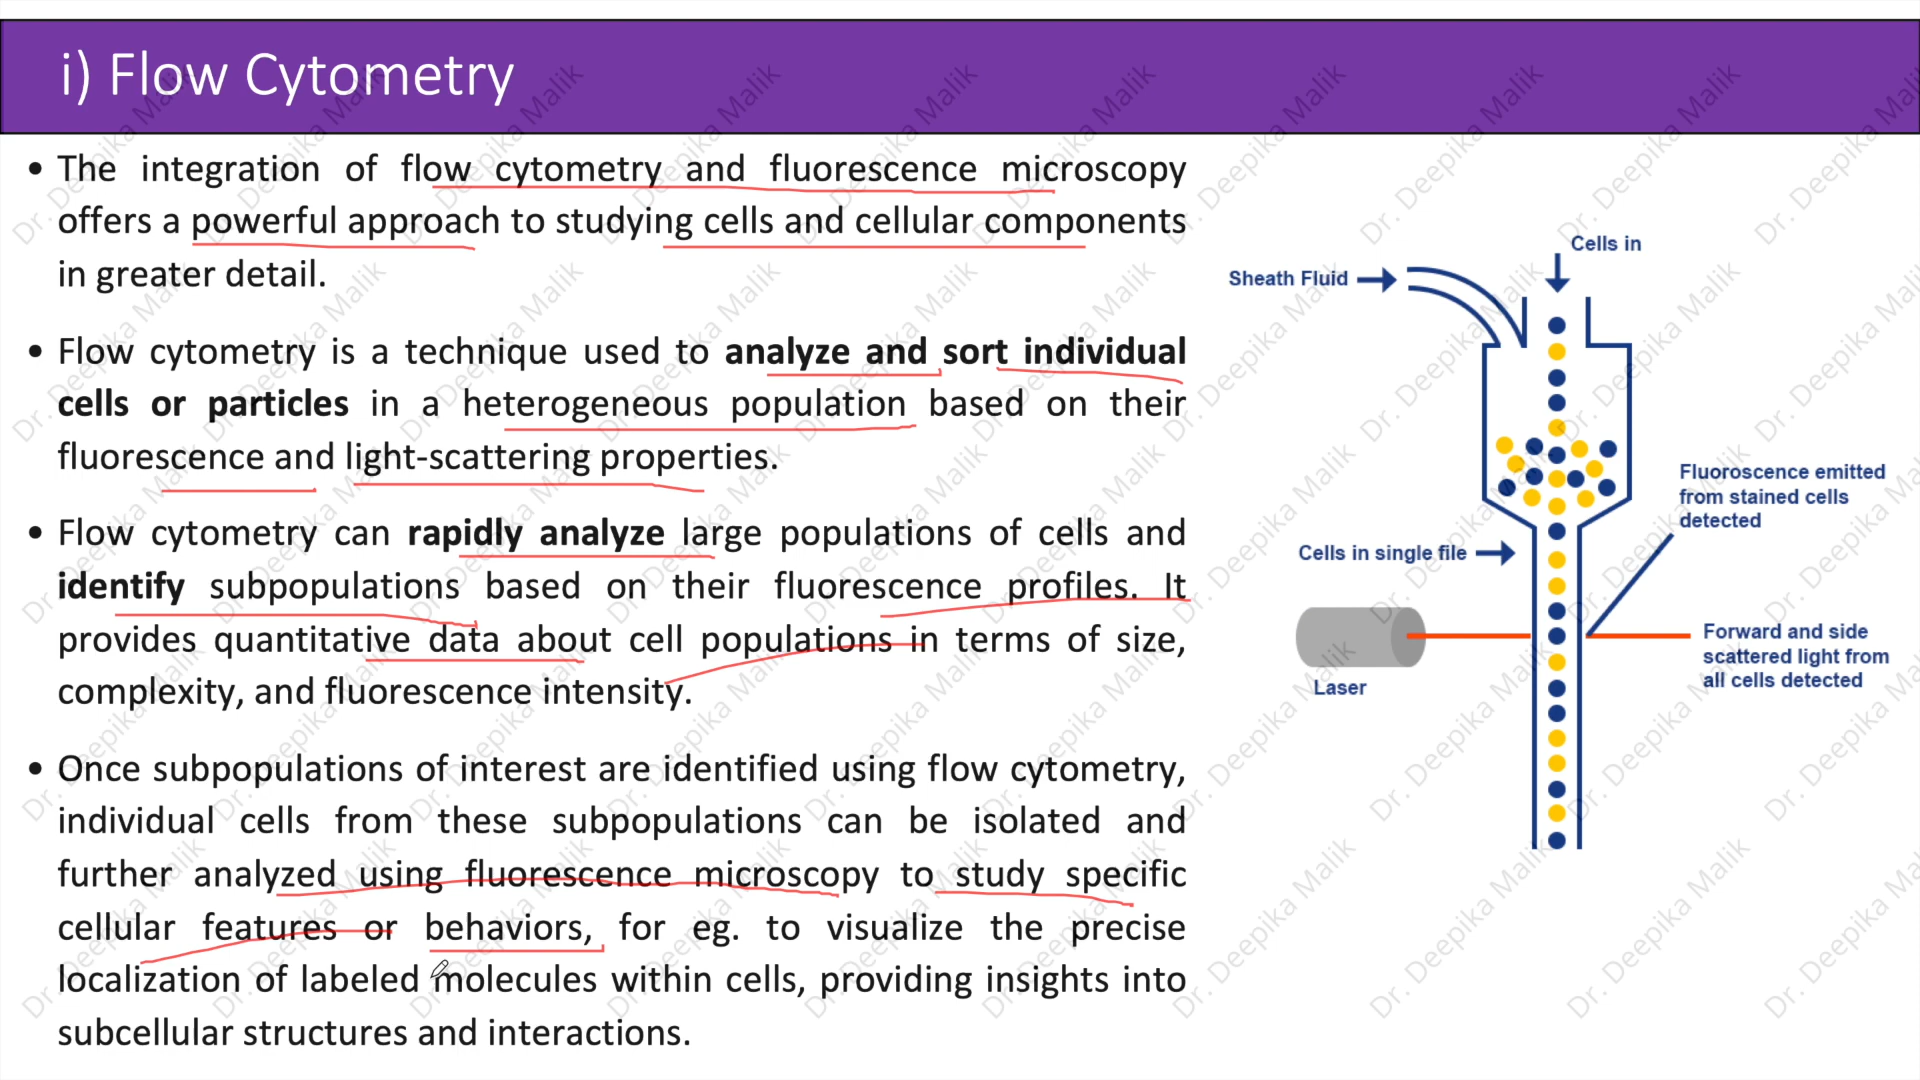 i) Flow Cytometry
• The integration of flow cytometry and fluorescence microscopy
offers a powerful approach to studying cells and cellular components
in greater detail.
• Flow cytometry is a technique used to analyze and sort individual
cells or particles in a heterogeneous population based on their
fluorescence and light-scattering properties.
• Flow cytometry can rapidly analyze large populations of cells and
identify subpopulations based on their fluorescence profiles. It
provides quantitative data about cell populations in terms of size,
complexity, and fluorescence intensity.
• Once subpopulations of interest are identified using flow cytometry,
individual cells from these subpopulations can be isolated and
further analyzed using fluorescence microscopy to study specific
cellular features or behaviors, for eg. to visualize the precise
localization of labeled molecules within cells, providing insights into
subcellular structures and interactions.
Cells in
Sheath Fluid
Fluoroscence emitted
from stained cells
detected
Cells in single file
Forward and side
scattered light from
all cells detected
Laser
Dr. Deepika Malik